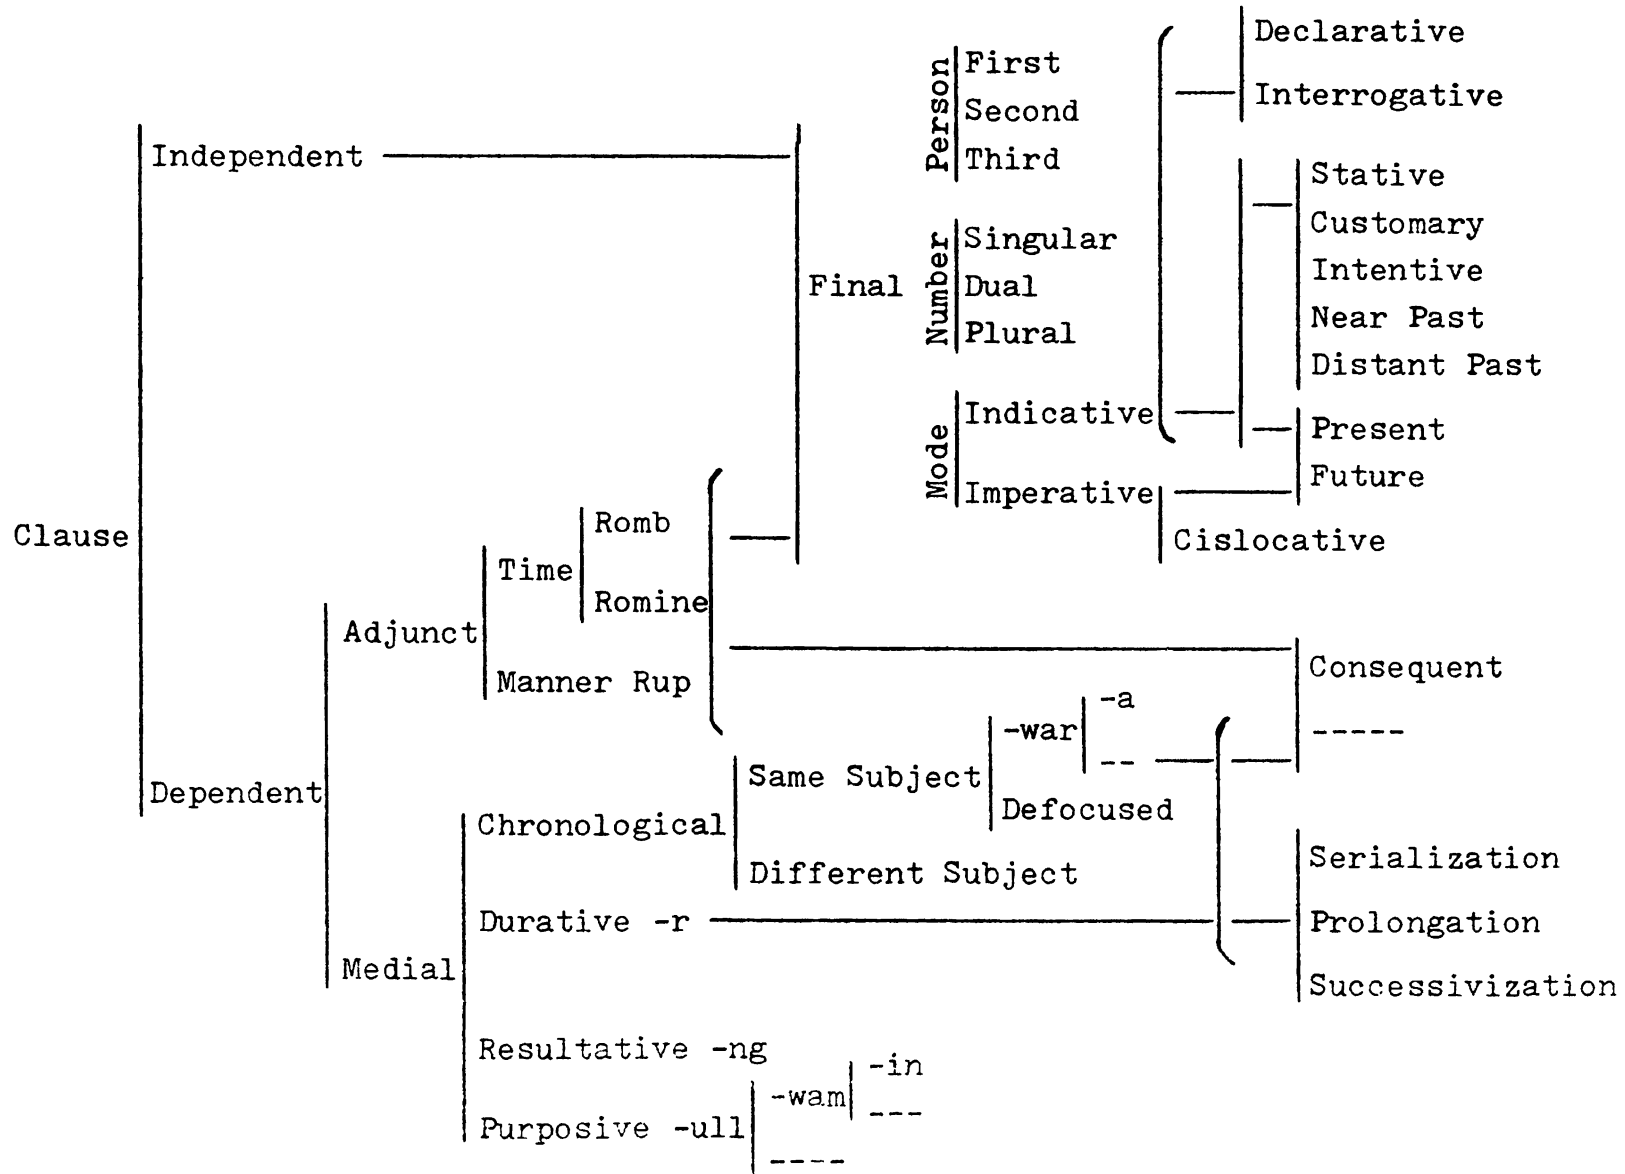 Declarative
First
Interrogative
Person
Second
Independent
Third
Stative
Customary
Singular
Intentive
Final
Number
Dual
Near Past
Plural
Distant Past
Indicative
Present
Mode
Future
Imperative
Romb
Clause
Cislocative
Time
Romine
Adjunct
Consequent
Manner Rup
-a
-war
-----
--
Same Subject
Dependent
Defocused
Chronological
Serialization
Different Subject
Durative -r
Prolongation
Medial
Successivization
Resultative -ng
-in
-wam
---
Purposive -ull
----